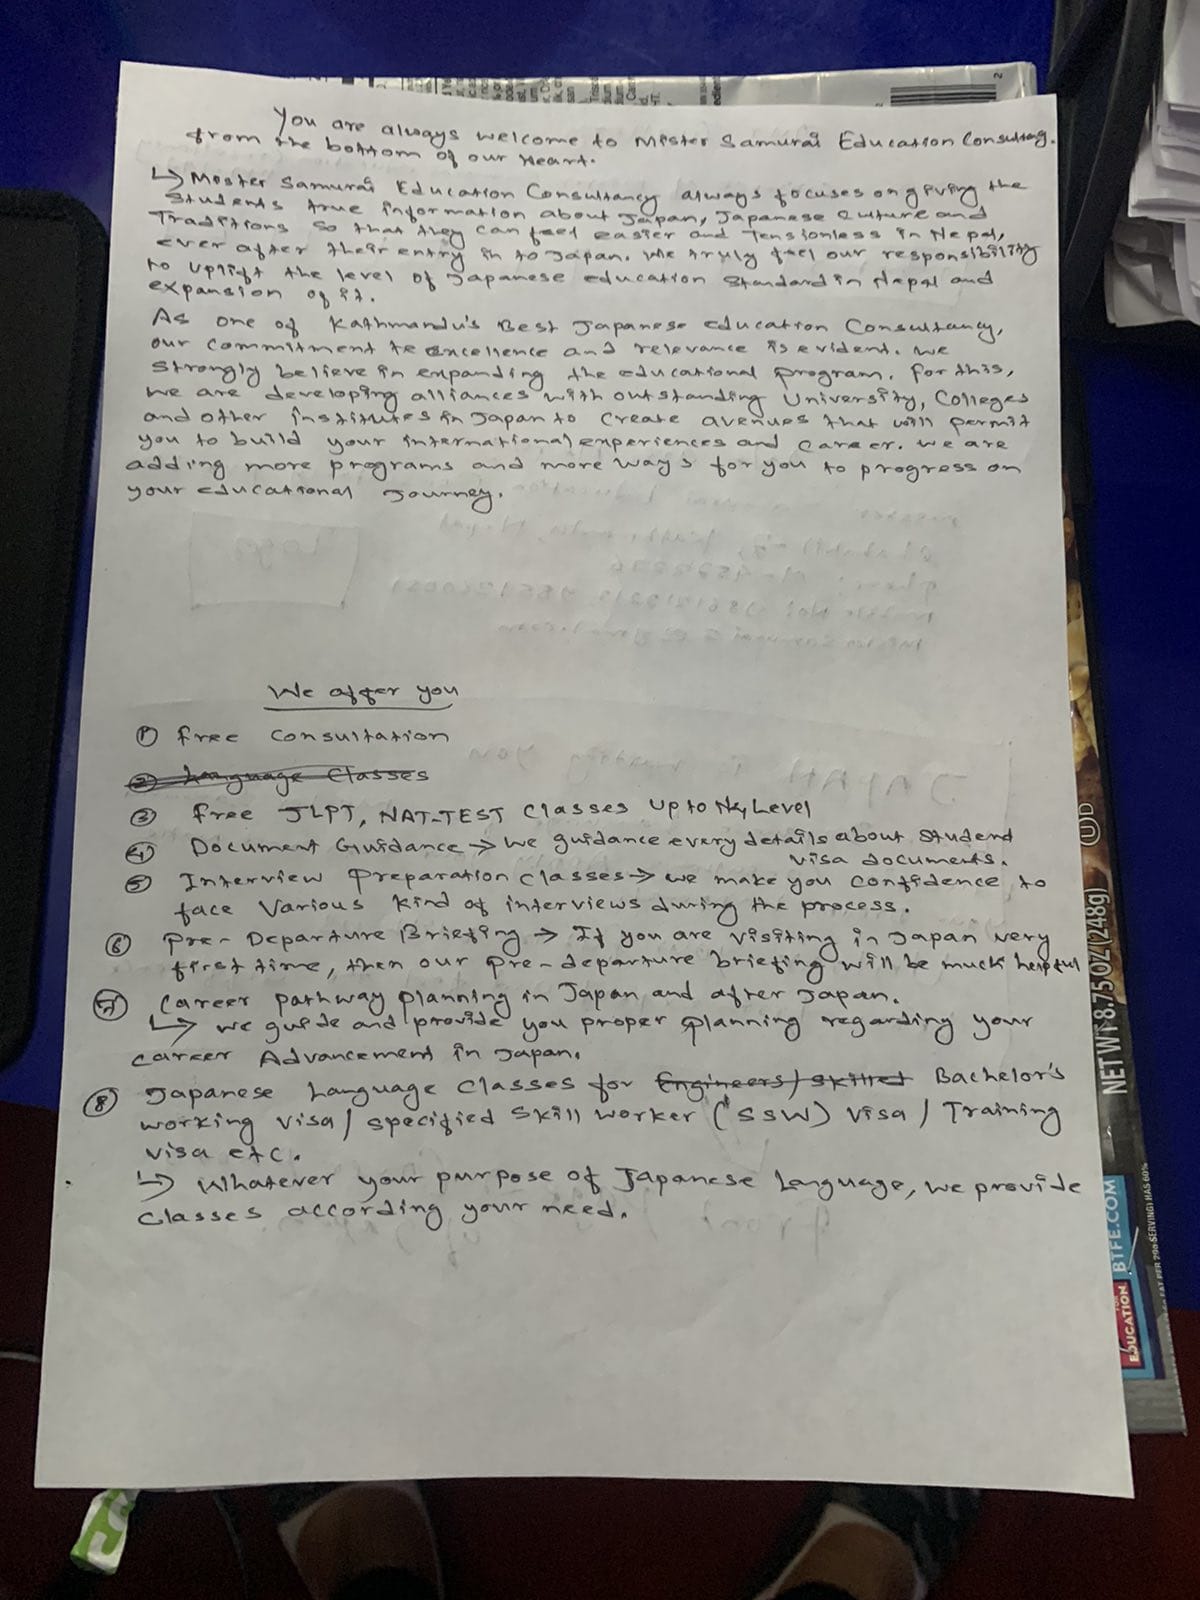 You are always welcome to Mister Samurai Education Consultancy.
from the bottom of our Heart.
↳ Mister Samurai Education Consultancy always focuses on giving the
Students true information about Japan, Japanese Culture and
Traditions so that they can feel easier and Tensionless in Nepal,
ever after their entry in to Japan. We truly feel our responsibility
to uplift the level of Japanese education Standard in Nepal and
expansion of it.
As one of Kathmandu's Best Japanese education Consultancy,
our commitment to excellence and relevance is evident. We
Strongly believe in expanding the educational program. For this,
we are developing alliances with outstanding University, Colleges
and other institutes in Japan to create avenues that will permit
you to build your international experiences and career. we are
adding more programs and more ways for you to progress on
your educational Journey.
We offer you
① Free Consultation
② Language Classes
③ Free JLPT, NAT-TEST Classes Up to N4 Level
④ Document Guidance → We guidance every details about Student
visa documents.
⑤ Interview Preparation Classes → we make you confidence to
face Various Kind of interviews during the process.
⑥ Pre-Departure Briefing → If you are visiting in Japan very
first time, then our pre-departure briefing will be much helpful
⑦ Career pathway planning in Japan and after Japan.
↳ we guide and provide you proper planning regarding your
career Advancement in Japan.
⑧ Japanese Language Classes for Engineers/Skilled Bachelor's
working visa / specified Skill worker (SSW) Visa / Training
visa etc.
↳ Whatever your purpose of Japanese Language, we provide
Classes according your need.
NET WT 8.75 OZ (248g)
BTFE.COM
FOR EDUCATION